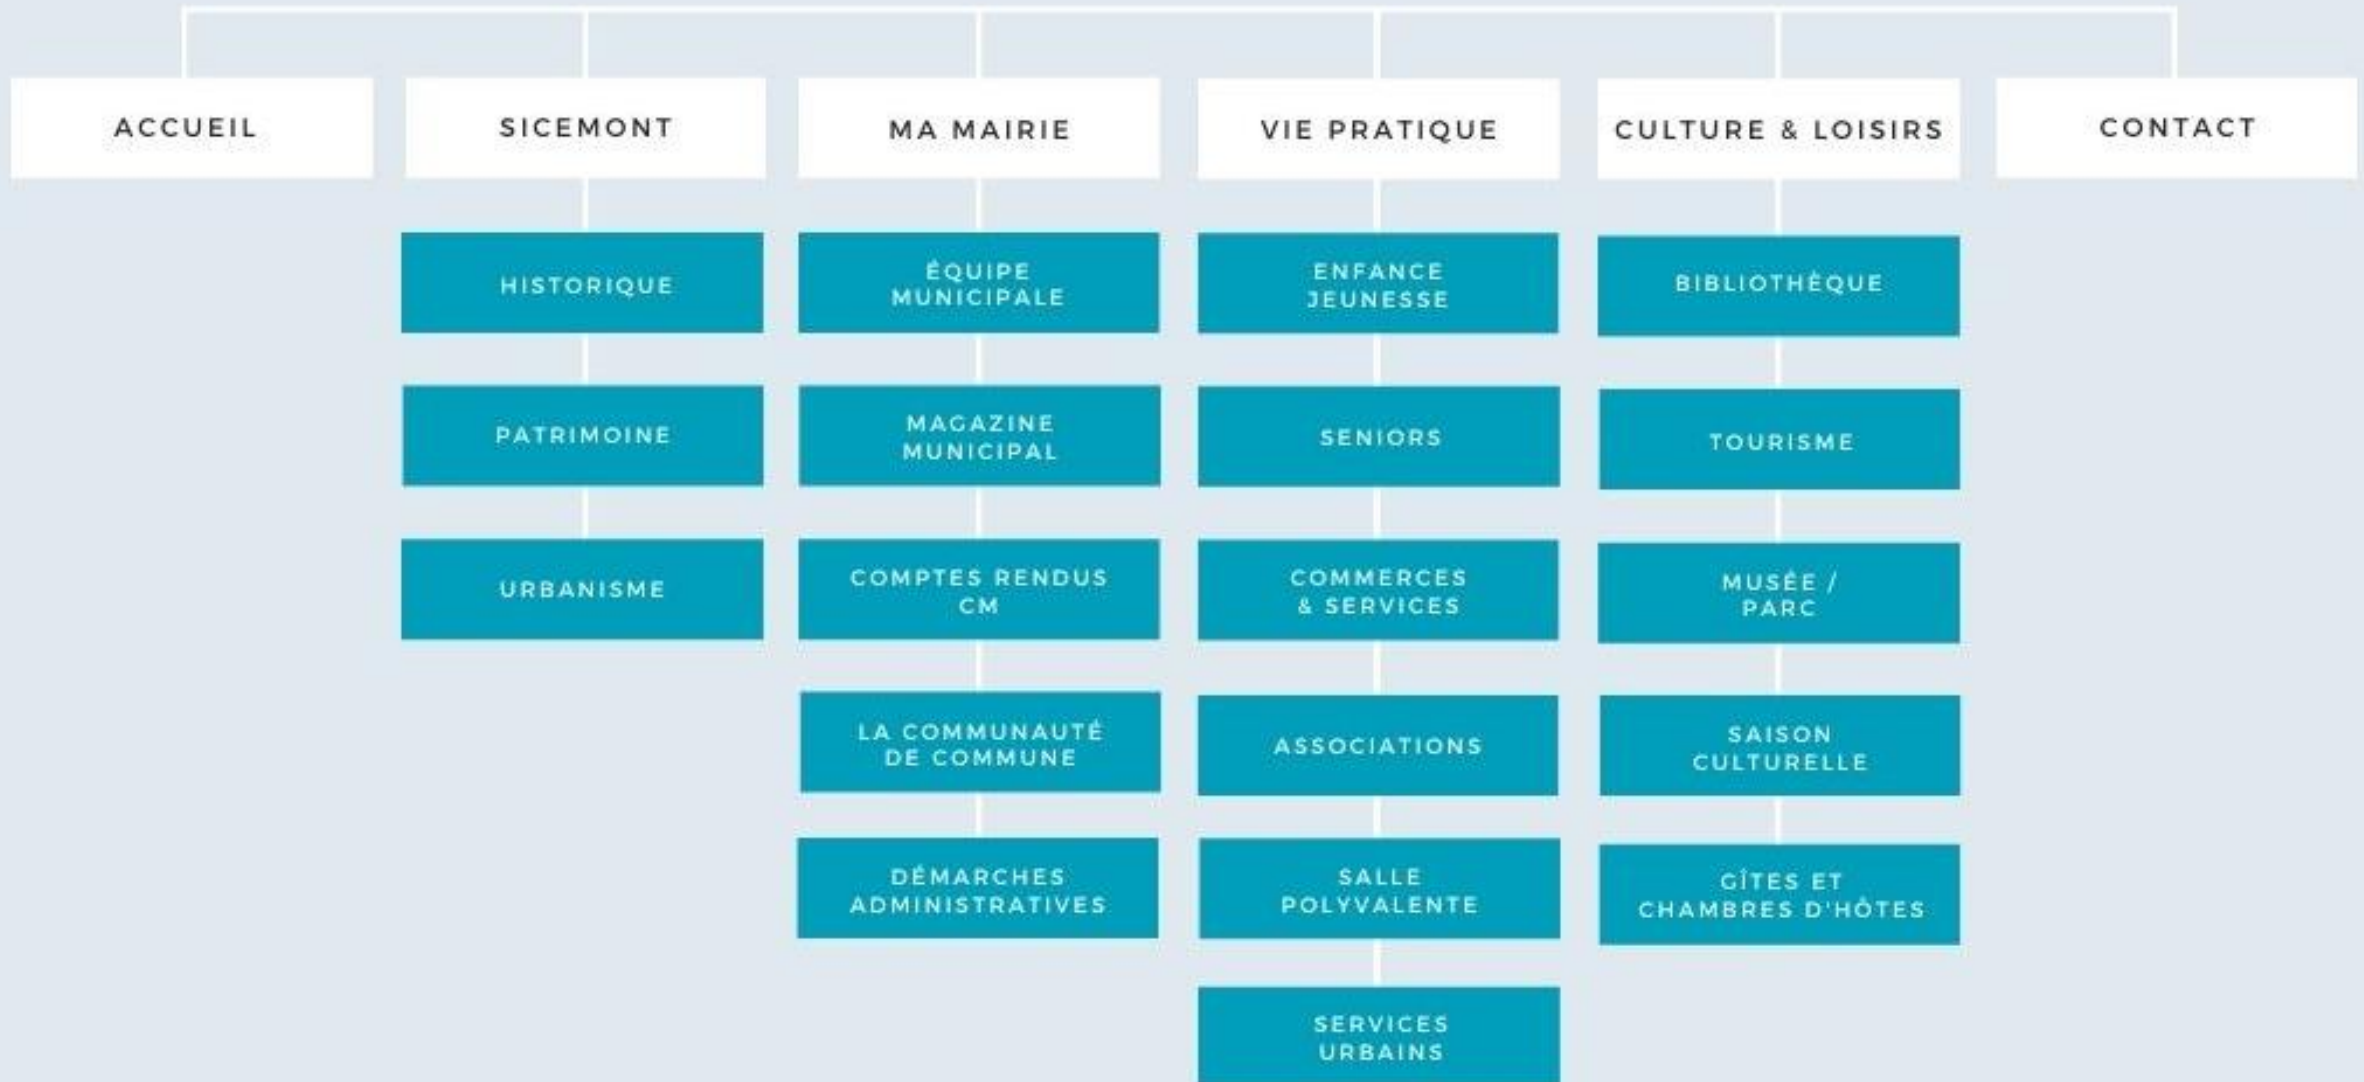 ACCUEIL
SICEMONT
MA MAIRIE
VIE PRATIQUE
CULTURE & LOISIRS
CONTACT
HISTORIQUE
PATRIMOINE
URBANISME
ÉQUIPE
MUNICIPALE
MAGAZINE
MUNICIPAL
COMPTES RENDUS
CM
LA COMMUNAUTÉ
DE COMMUNE
DÉMARCHES
ADMINISTRATIVES
ENFANCE
JEUNESSE
SENIORS
COMMERCES
& SERVICES
ASSOCIATIONS
SALLE
POLYVALENTE
SERVICES
URBAINS
BIBLIOTHÈQUE
TOURISME
MUSÉE /
PARC
SAISON
CULTURELLE
GÎTES ET
CHAMBRES D'HÔTES